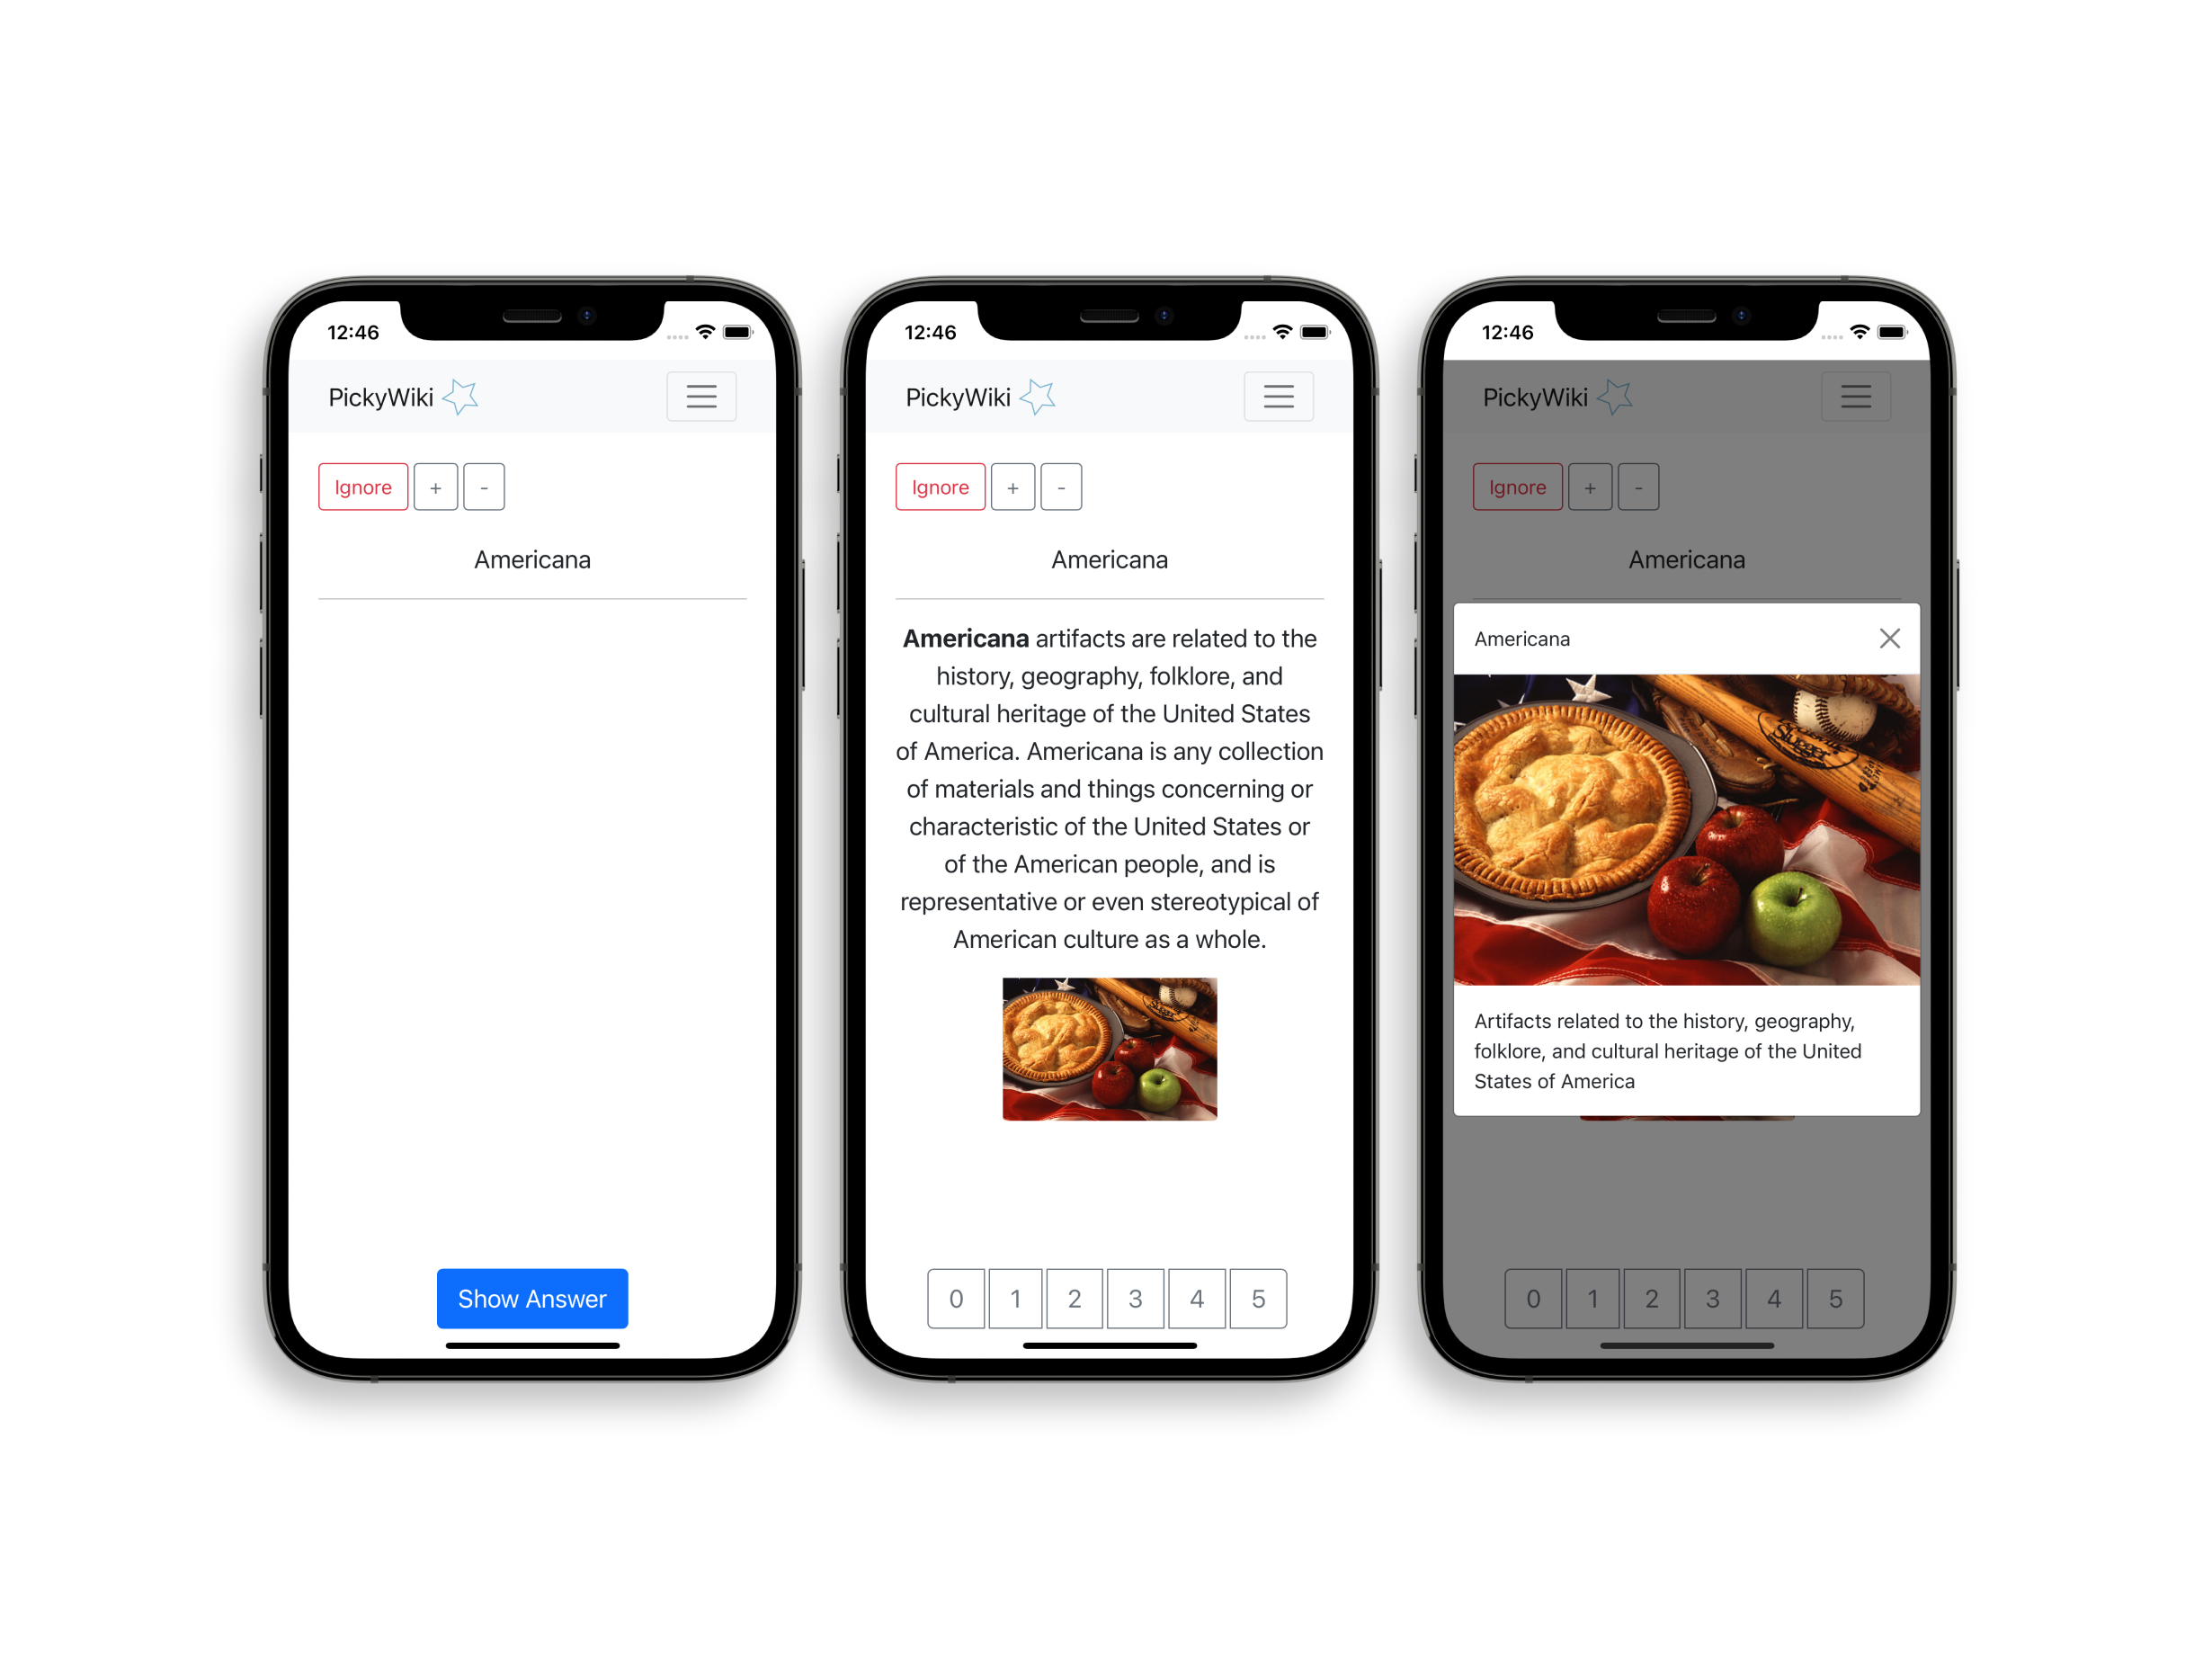 12:46
PickyWiki
Ignore + -
Americana
Show Answer
12:46
PickyWiki
Ignore + -
Americana
Americana artifacts are related to the
history, geography, folklore, and
cultural heritage of the United States
of America. Americana is any collection
of materials and things concerning or
characteristic of the United States or
of the American people, and is
representative or even stereotypical of
American culture as a whole.
0 1 2 3 4 5
12:46
PickyWiki
Ignore + -
Americana
Americana
Slugger
Artifacts related to the history, geography,
folklore, and cultural heritage of the United
States of America
0 1 2 3 4 5